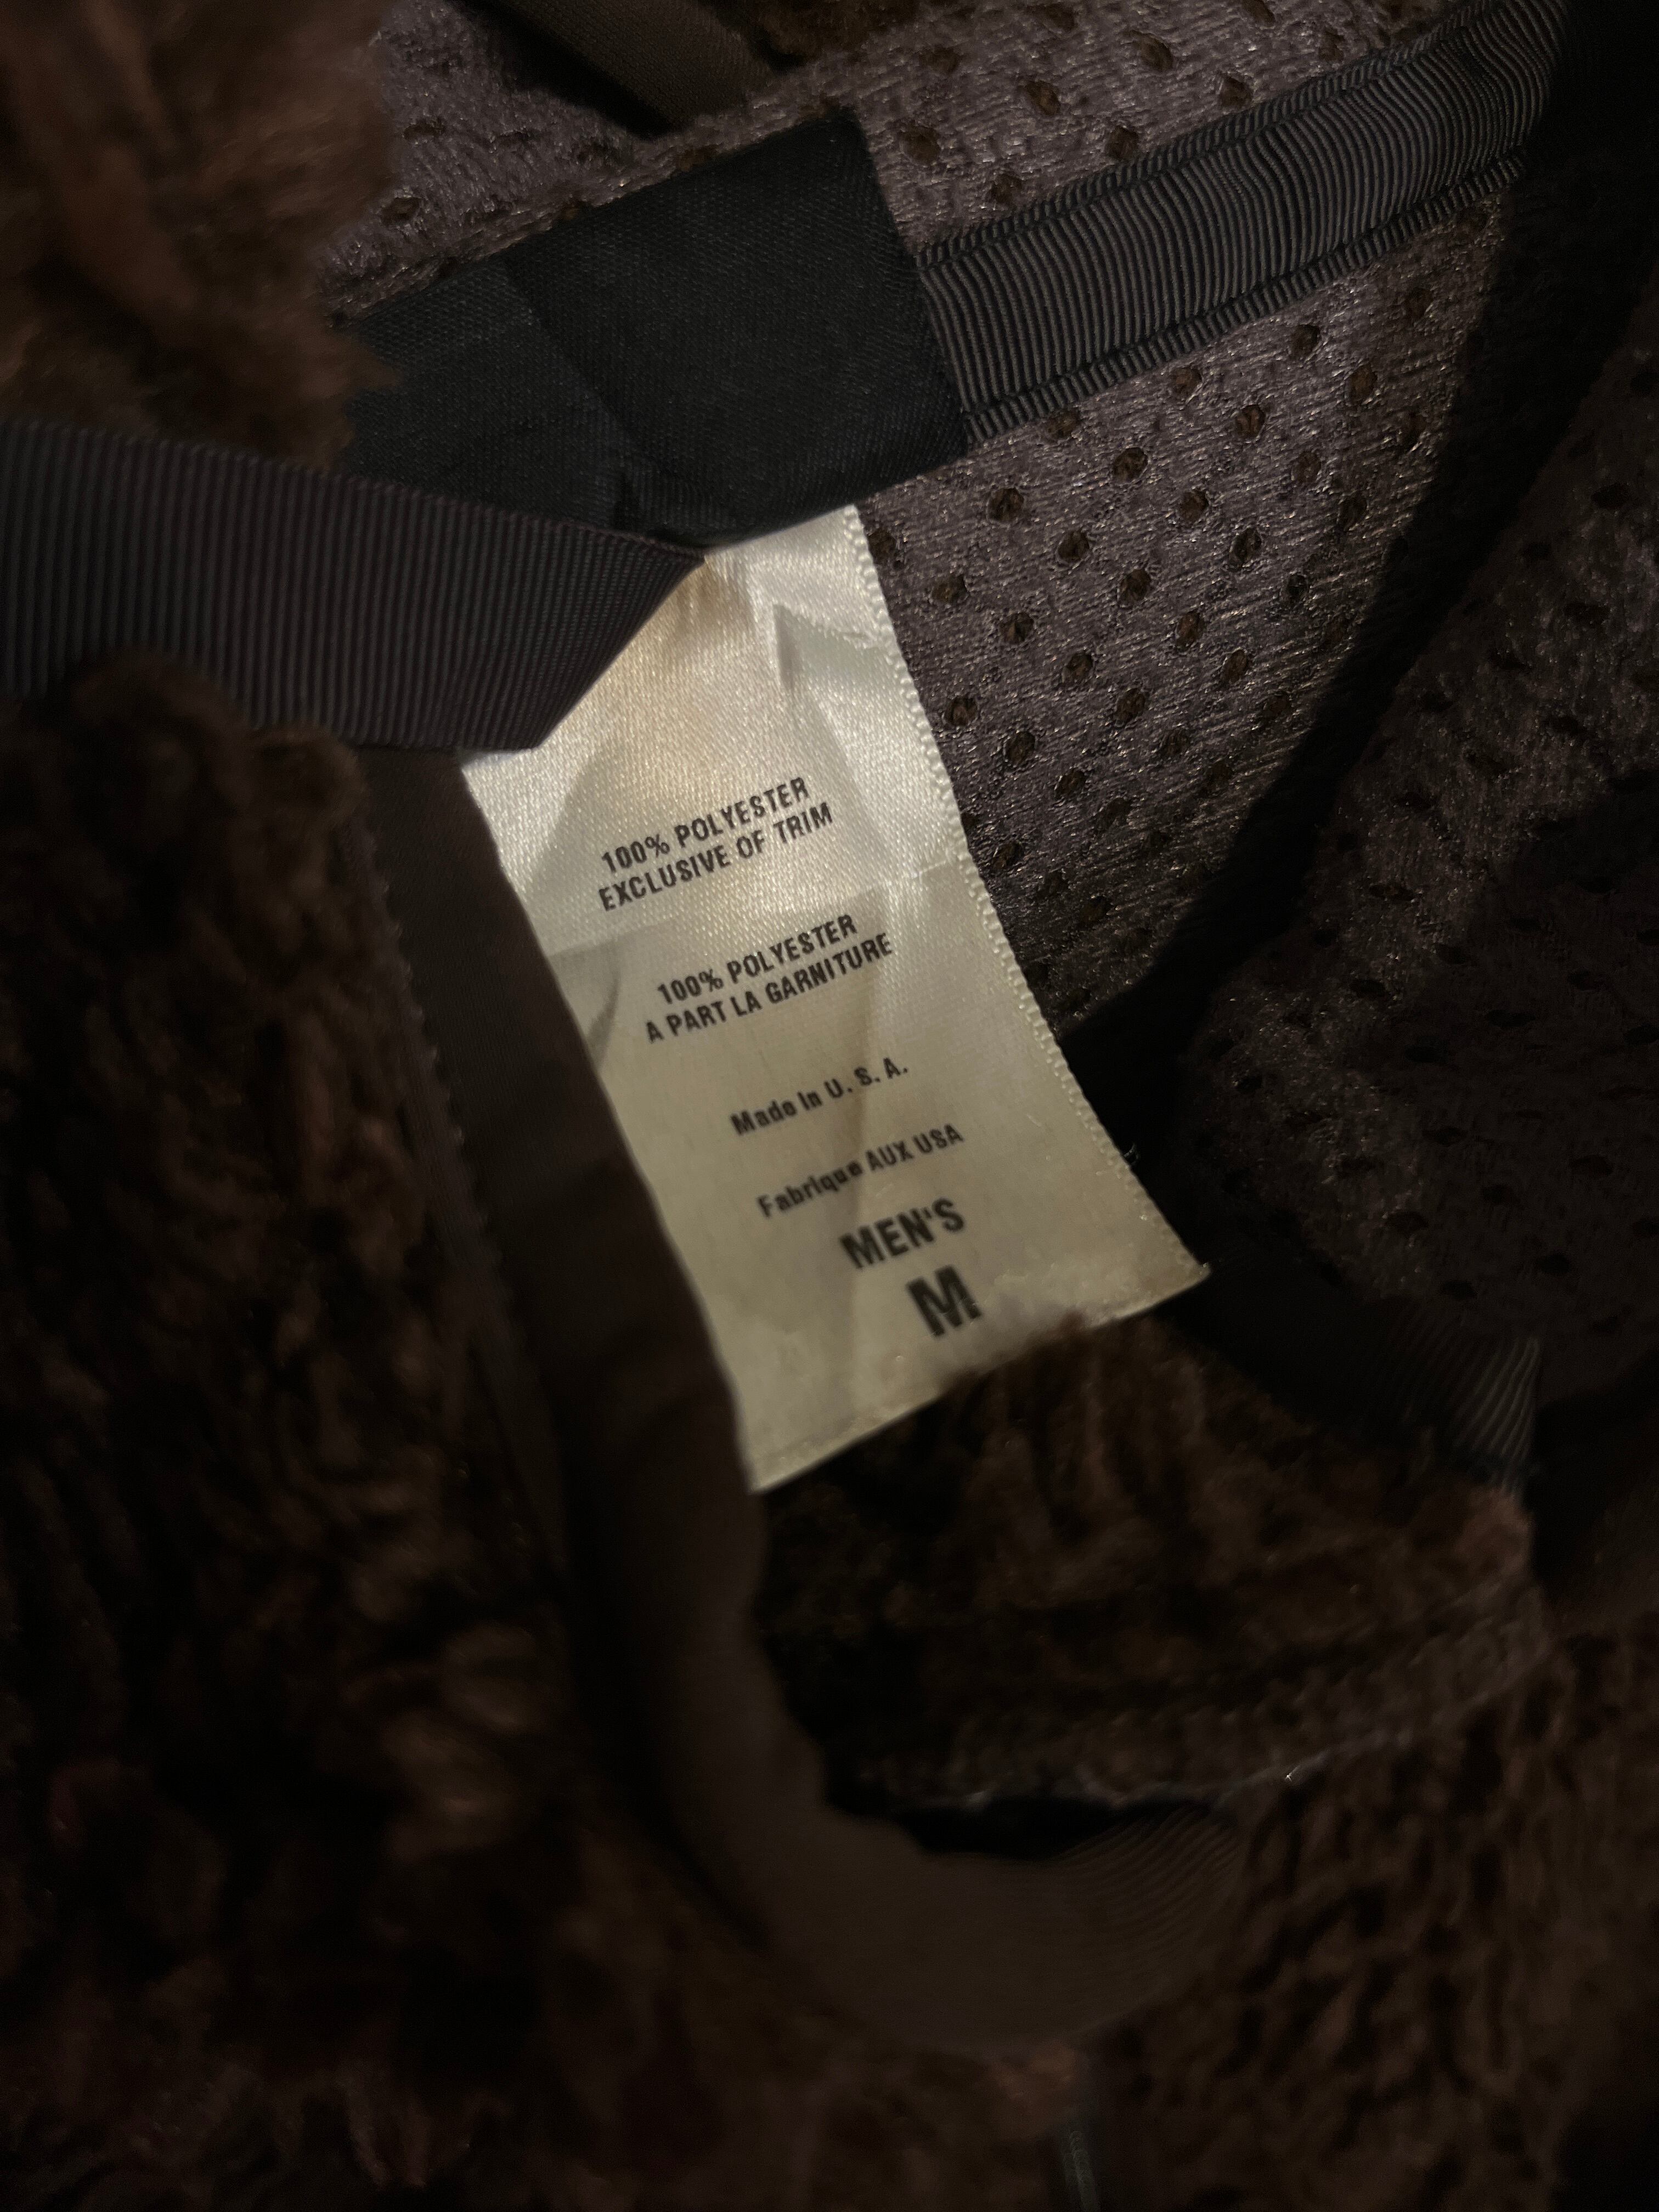 100% POLYESTER
EXCLUSIVE OF TRIM
100% POLYESTER
A PART LA GARNITURE
Made In U. S. A.
Fabrique AUX USA
MEN'S
M